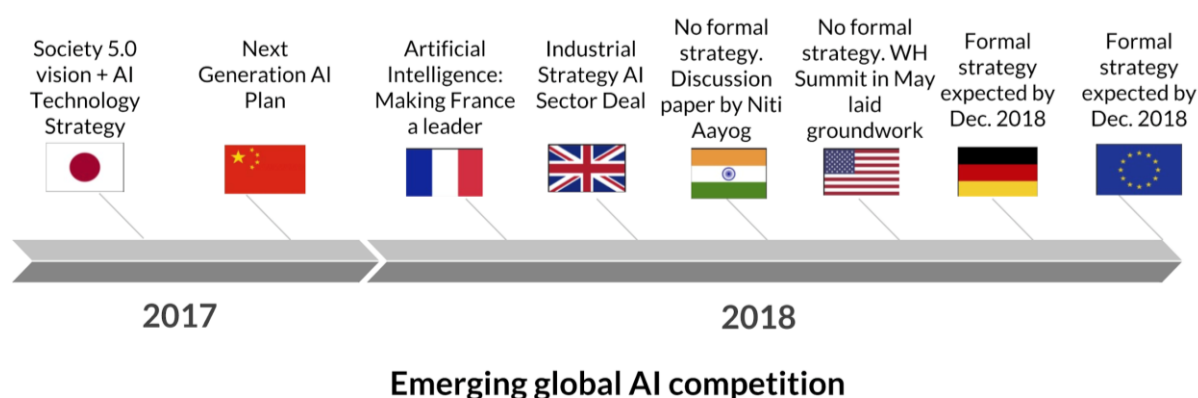 Society 5.0
vision + AI
Technology
Strategy
Next
Generation AI
Plan
Artificial
Intelligence:
Making France
a leader
Industrial
Strategy AI
Sector Deal
No formal
strategy.
Discussion
paper by Niti
Aayog
No formal
strategy. WH
Summit in May
laid
groundwork
Formal
strategy
expected by
Dec. 2018
Formal
strategy
expected by
Dec. 2018
2017
2018
Emerging global AI competition